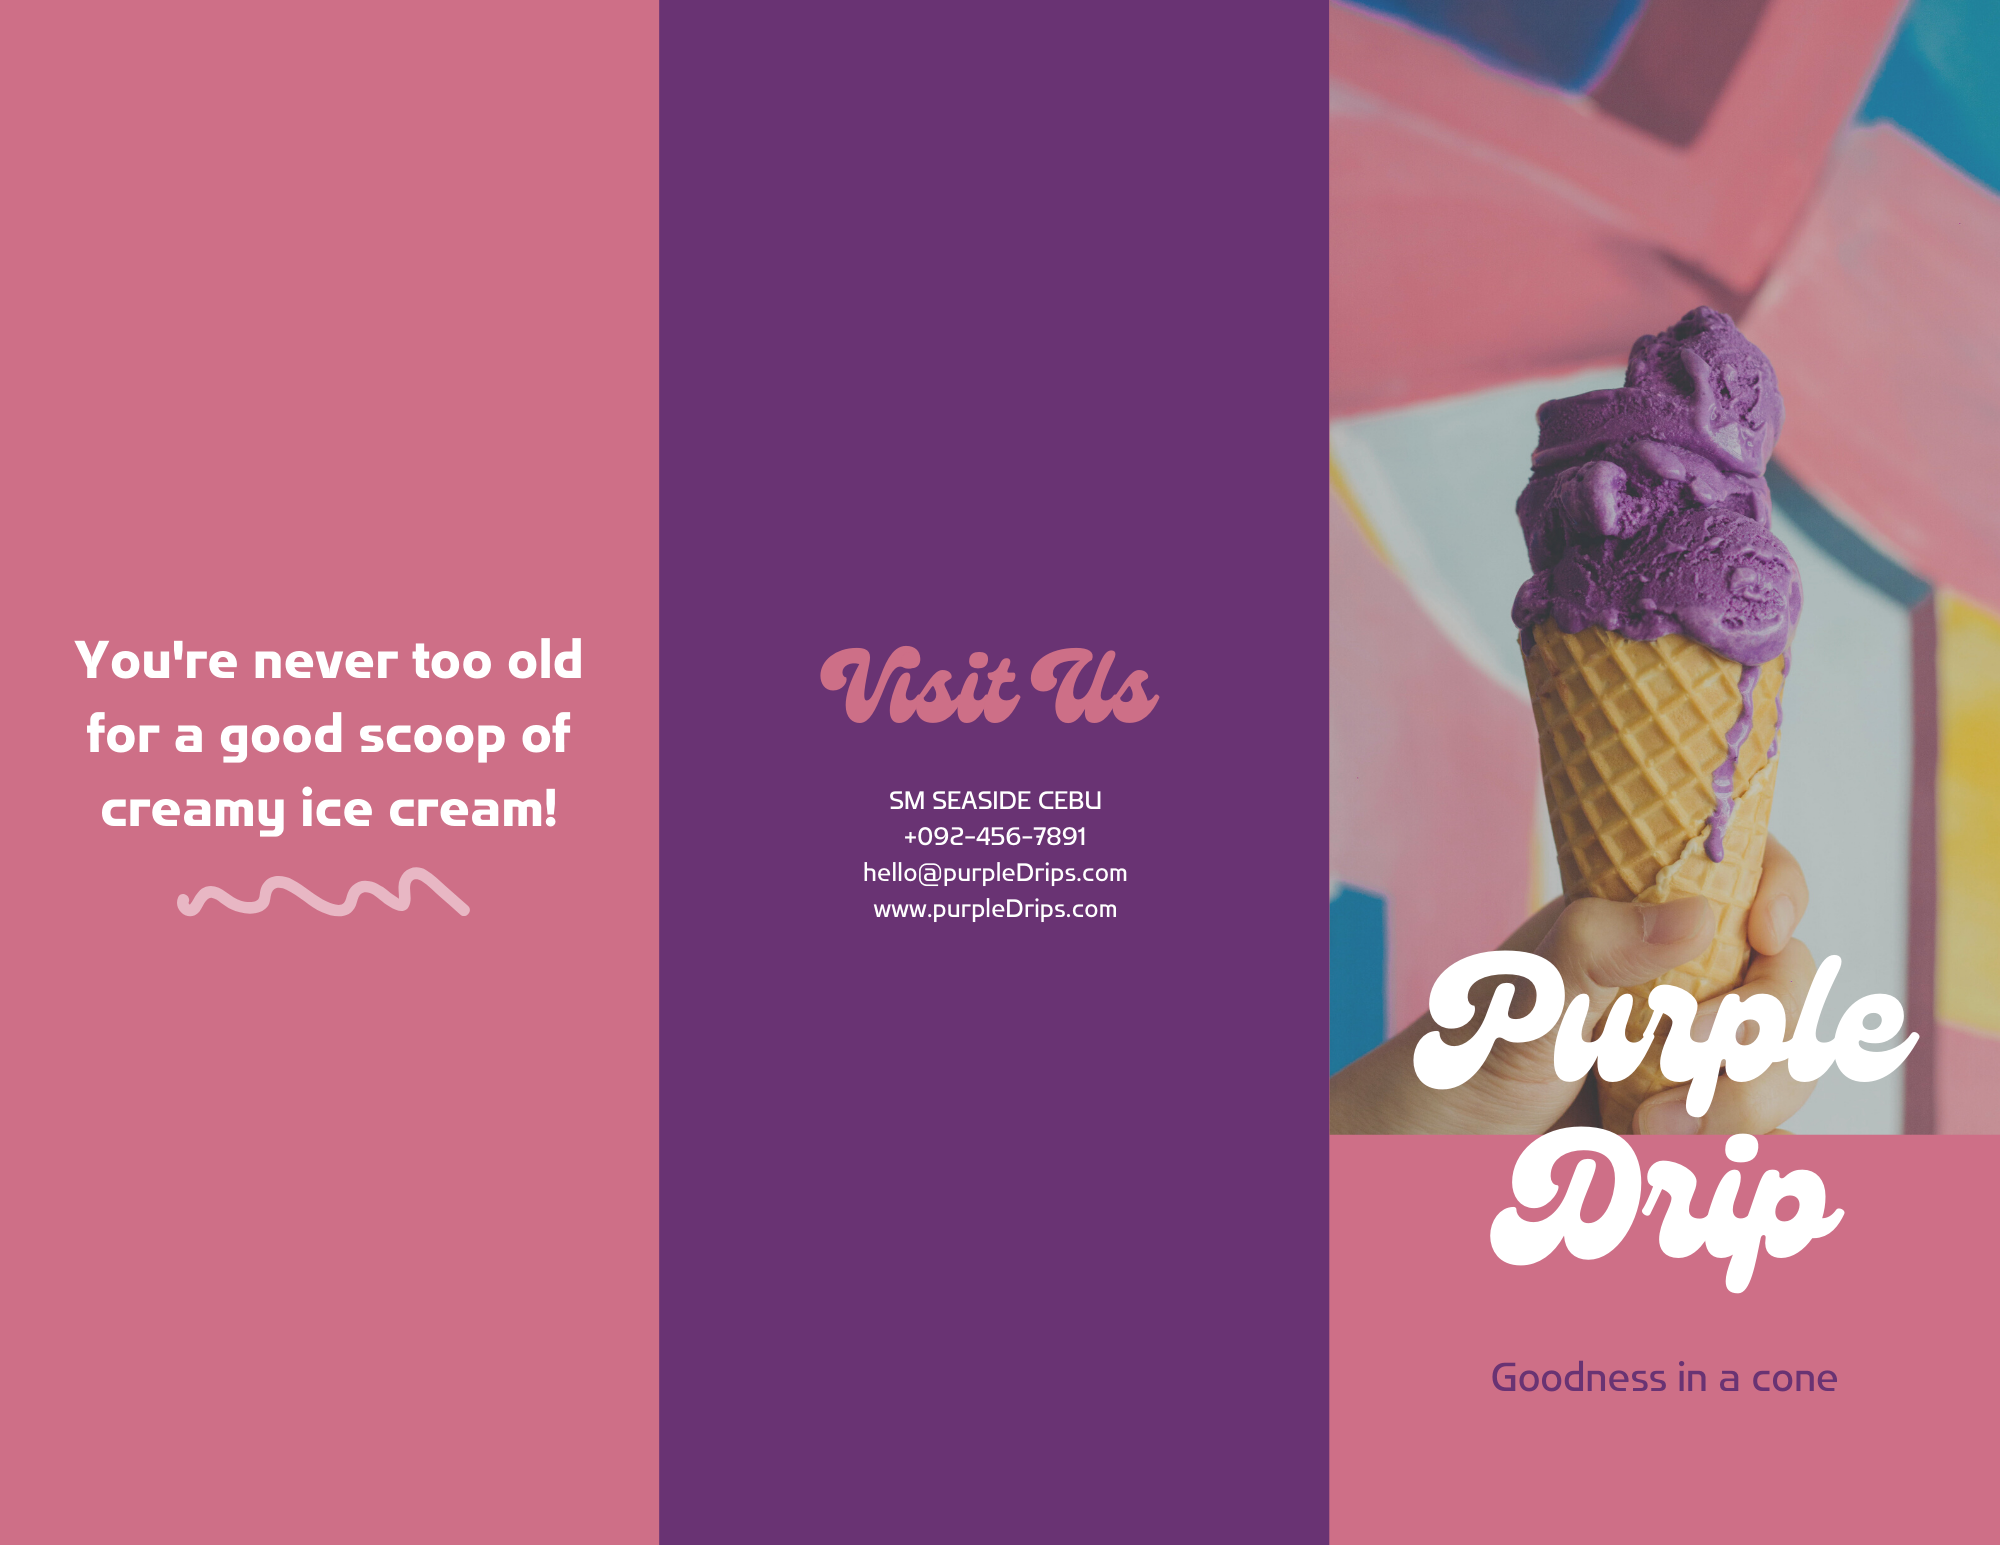 You're never too old
for a good scoop of
creamy ice cream!
Visit Us
SM SEASIDE CEBU
+092-456-7891
hello@purpleDrips.com
www.purpleDrips.com
Purple
Drip
Goodness in a cone